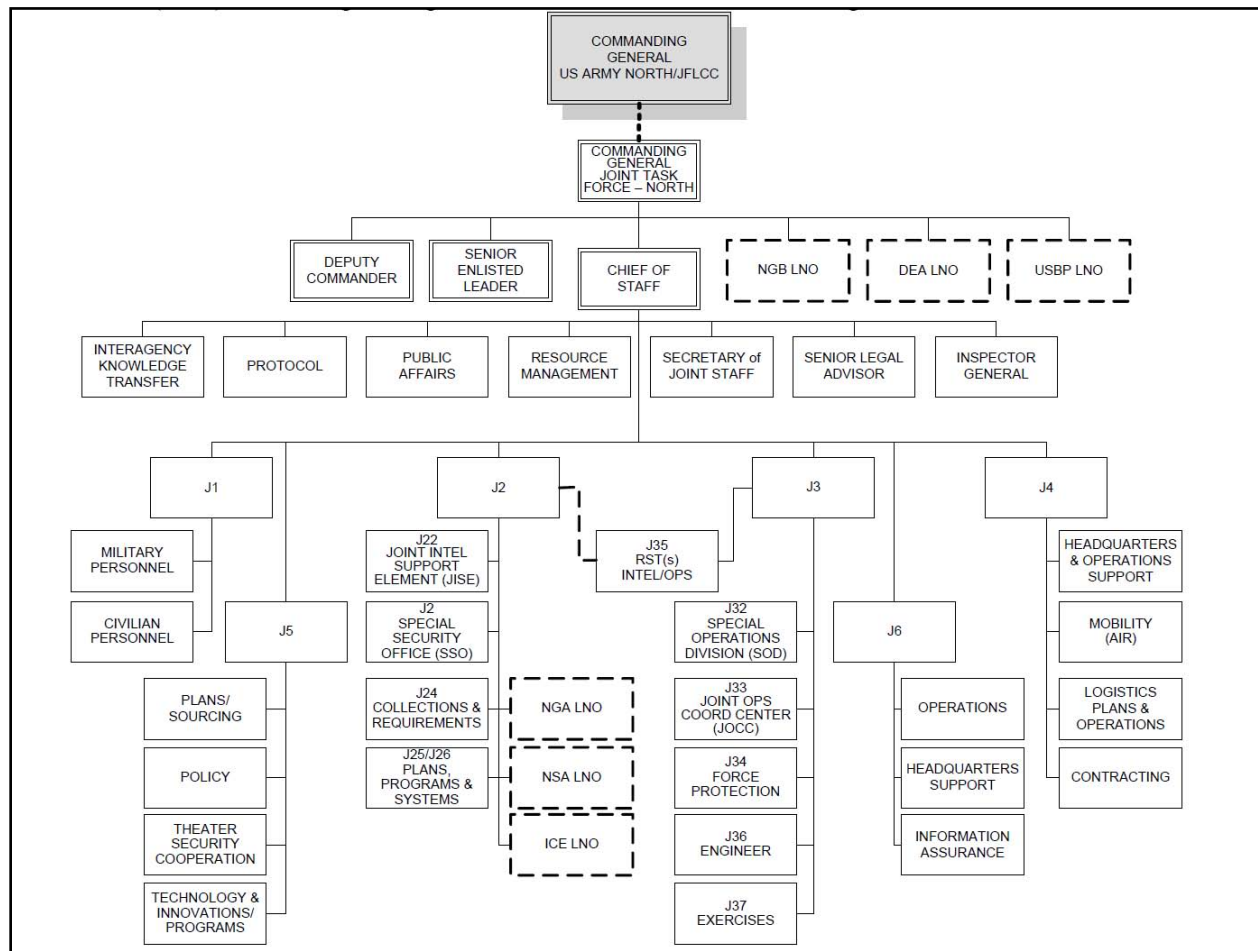 COMMANDING
GENERAL
US ARMY NORTH/JFLCC
COMMANDING
GENERAL
JOINT TASK
FORCE – NORTH
DEPUTY
COMMANDER
SENIOR
ENLISTED
LEADER
CHIEF OF
STAFF
NGB LNO
DEA LNO
USBP LNO
INTERAGENCY
KNOWLEDGE
TRANSFER
PROTOCOL
PUBLIC
AFFAIRS
RESOURCE
MANAGEMENT
SECRETARY of
JOINT STAFF
SENIOR LEGAL
ADVISOR
INSPECTOR
GENERAL
J1
J2
J3
J4
MILITARY
PERSONNEL
CIVILIAN
PERSONNEL
J5
PLANS/
SOURCING
POLICY
THEATER
SECURITY
COOPERATION
TECHNOLOGY &
INNOVATIONS/
PROGRAMS
J22
JOINT INTEL
SUPPORT
ELEMENT (JISE)
J2
SPECIAL
SECURITY
OFFICE (SSO)
J24
COLLECTIONS &
REQUIREMENTS
J25/J26
PLANS,
PROGRAMS &
SYSTEMS
NGA LNO
NSA LNO
ICE LNO
J35
RST(s)
INTEL/OPS
J32
SPECIAL
OPERATIONS
DIVISION (SOD)
J33
JOINT OPS
COORD CENTER
(JOCC)
J34
FORCE
PROTECTION
J36
ENGINEER
J37
EXERCISES
J6
OPERATIONS
HEADQUARTERS
SUPPORT
INFORMATION
ASSURANCE
HEADQUARTERS
& OPERATIONS
SUPPORT
MOBILITY
(AIR)
LOGISTICS
PLANS &
OPERATIONS
CONTRACTING